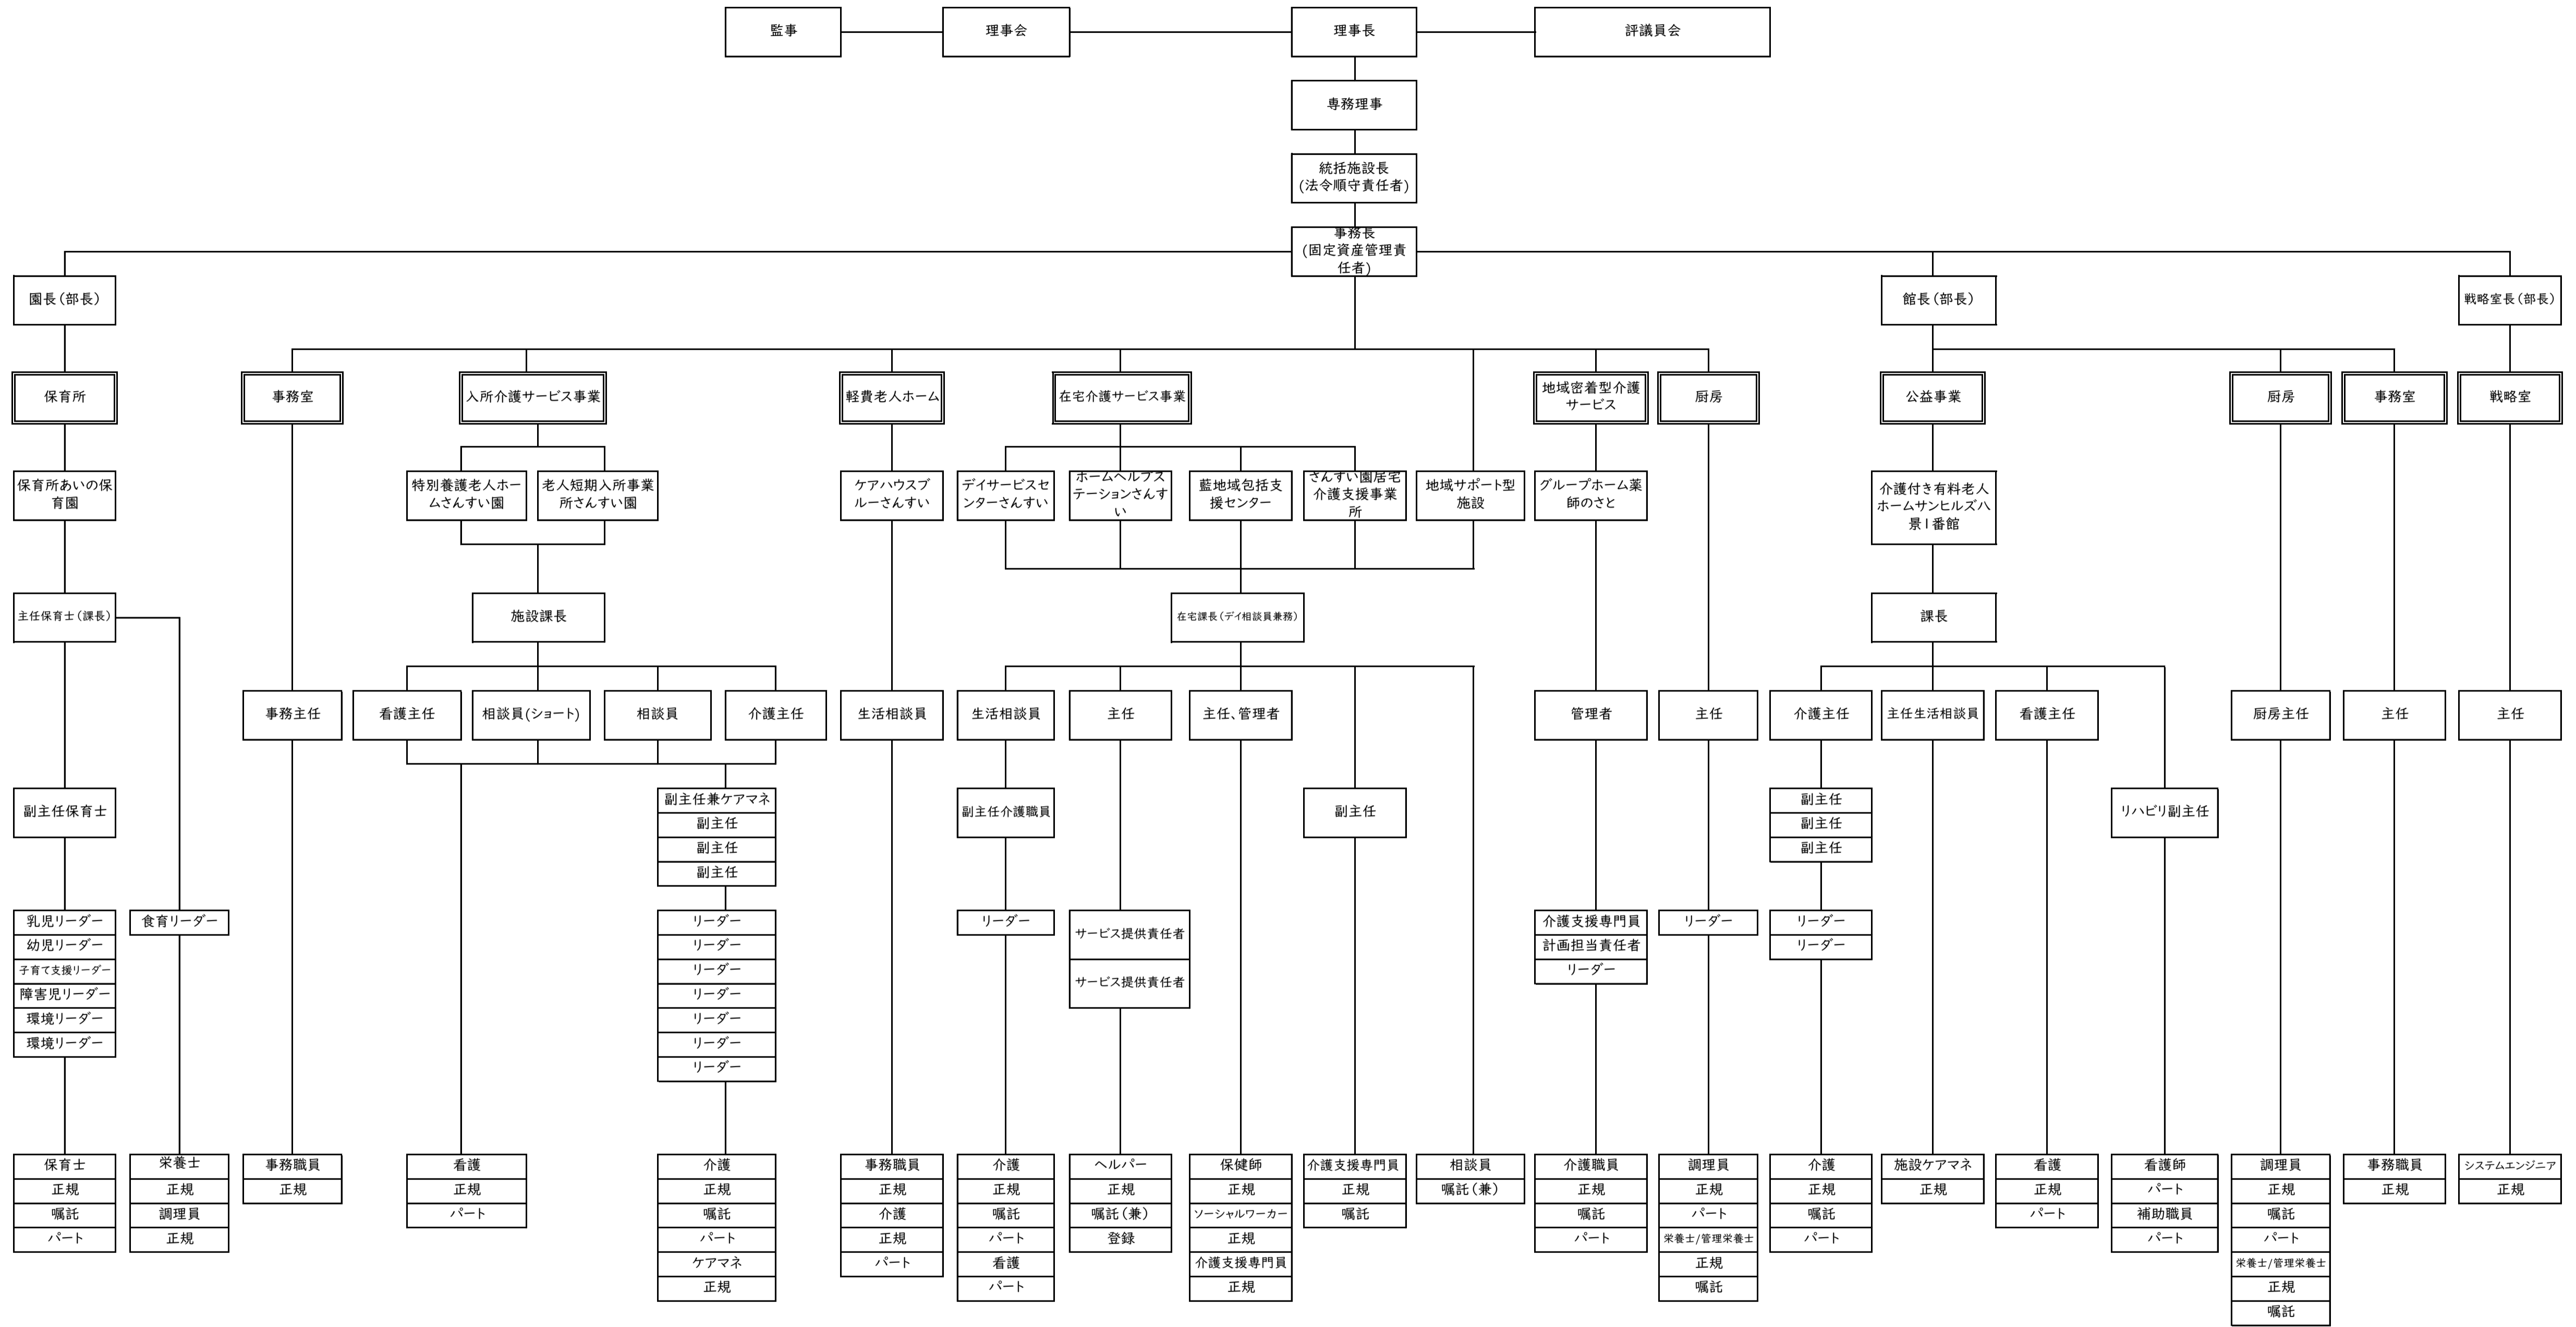 監事
理事会
理事長
評議員会
専務理事
統括施設長
(法令順守責任者)
事務長
(固定資産管理責
任者)
園長（部長）
館長（部長）
戦略室長（部長）
保育所
事務室
入所介護サービス事業
軽費老人ホーム
在宅介護サービス事業
地域密着型介護
サービス
厨房
公益事業
厨房
事務室
戦略室
保育所あいの保
育園
特別養護老人ホー
ムさんすい園
老人短期入所事業
所さんすい園
ケアハウスブ
ルーさんすい
デイサービスセ
ンターさんすい
ホームヘルプス
テーションさんす
い
藍地域包括支
援センター
さんすい園居宅
介護支援事業
所
地域サポート型
施設
グループホーム薬
師のさと
介護付き有料老人
ホームサンヒルズ八
景1番館
主任保育士（課長）
施設課長
在宅課長（デイ相談員兼務）
課長
事務主任
看護主任
相談員(ショート)
相談員
介護主任
生活相談員
生活相談員
主任
主任、管理者
管理者
主任
介護主任
主任生活相談員
看護主任
厨房主任
主任
主任
副主任保育士
副主任兼ケアマネ
副主任
副主任
副主任
副主任介護職員
副主任
副主任
副主任
副主任
リハビリ副主任
乳児リーダー
幼児リーダー
子育て支援リーダー
障害児リーダー
環境リーダー
環境リーダー
食育リーダー
リーダー
リーダー
リーダー
リーダー
リーダー
リーダー
リーダー
リーダー
サービス提供責任者
サービス提供責任者
介護支援専門員
計画担当責任者
リーダー
リーダー
リーダー
リーダー
保育士
正規
嘱託
パート
栄養士
正規
調理員
正規
事務職員
正規
看護
正規
パート
介護
正規
嘱託
パート
ケアマネ
正規
事務職員
正規
介護
正規
パート
介護
正規
嘱託
パート
看護
パート
ヘルパー
正規
嘱託（兼）
登録
保健師
正規
ソーシャルワーカー
正規
介護支援専門員
正規
介護支援専門員
正規
嘱託
相談員
嘱託（兼）
介護職員
正規
嘱託
パート
調理員
正規
パート
栄養士/管理栄養士
正規
嘱託
介護
正規
嘱託
パート
施設ケアマネ
正規
看護
正規
パート
看護師
パート
補助職員
パート
調理員
正規
嘱託
パート
栄養士/管理栄養士
正規
嘱託
事務職員
正規
システムエンジニア
正規